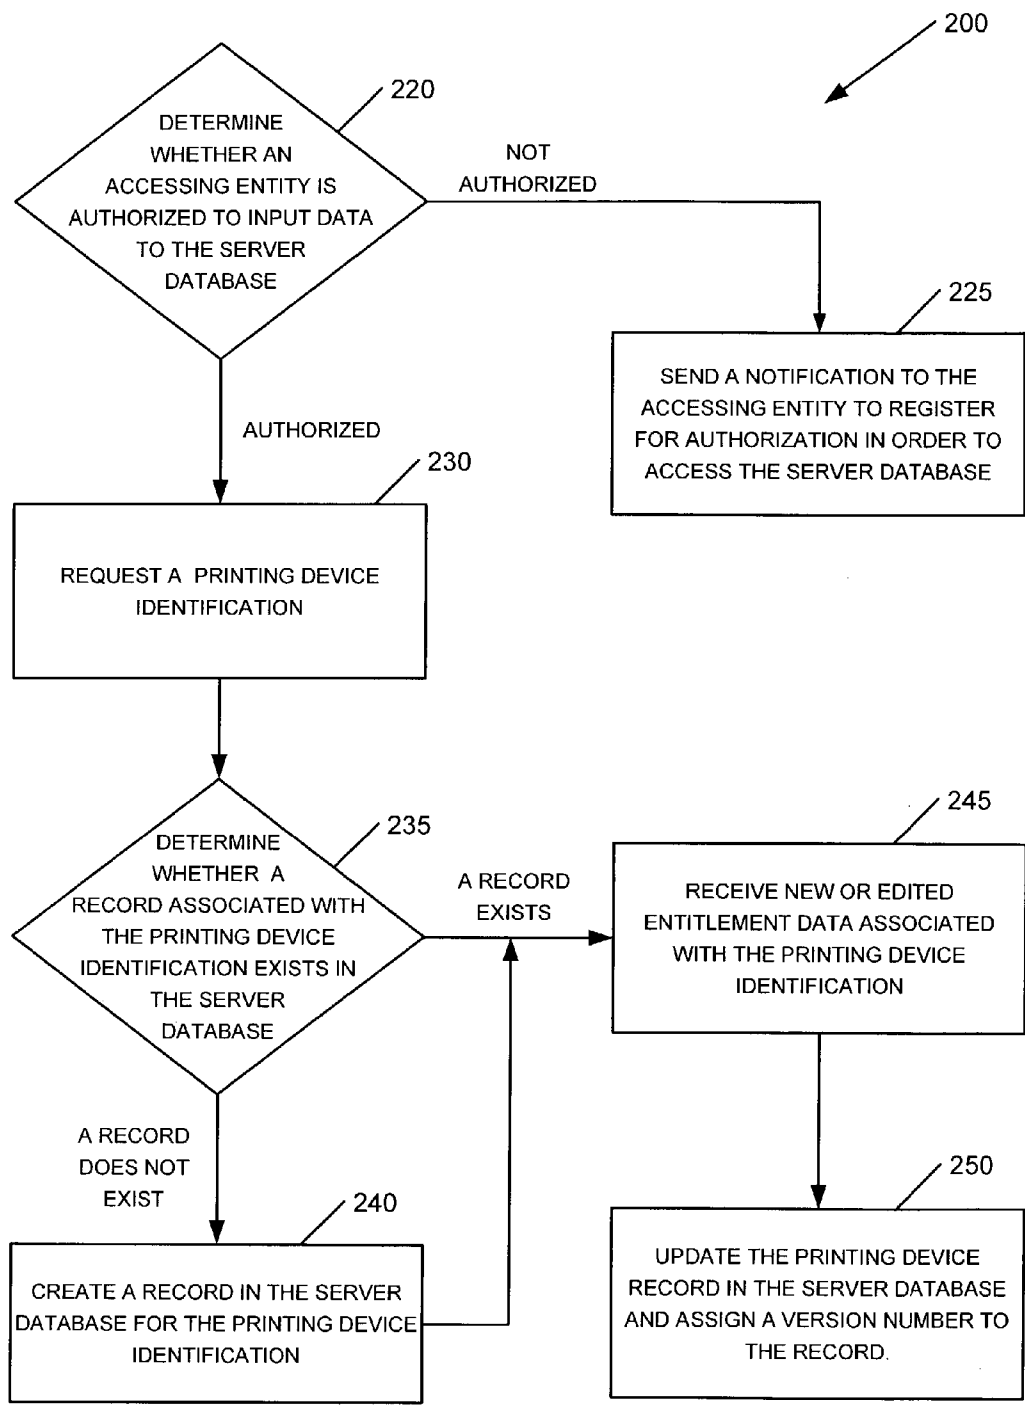 200
220
DETERMINE
WHETHER AN
ACCESSING ENTITY IS
AUTHORIZED TO INPUT DATA
TO THE SERVER
DATABASE
NOT
AUTHORIZED
225
SEND A NOTIFICATION TO THE
ACCESSING ENTITY TO REGISTER
FOR AUTHORIZATION IN ORDER TO
ACCESS THE SERVER DATABASE
AUTHORIZED
230
REQUEST A PRINTING DEVICE
IDENTIFICATION
235
DETERMINE
WHETHER A
RECORD ASSOCIATED WITH
THE PRINTING DEVICE
IDENTIFICATION EXISTS IN
THE SERVER
DATABASE
A RECORD
EXISTS
245
RECEIVE NEW OR EDITED
ENTITLEMENT DATA ASSOCIATED
WITH THE PRINTING DEVICE
IDENTIFICATION
A RECORD
DOES NOT
EXIST
240
CREATE A RECORD IN THE SERVER
DATABASE FOR THE PRINTING DEVICE
IDENTIFICATION
250
UPDATE THE PRINTING DEVICE
RECORD IN THE SERVER DATABASE
AND ASSIGN A VERSION NUMBER TO
THE RECORD.